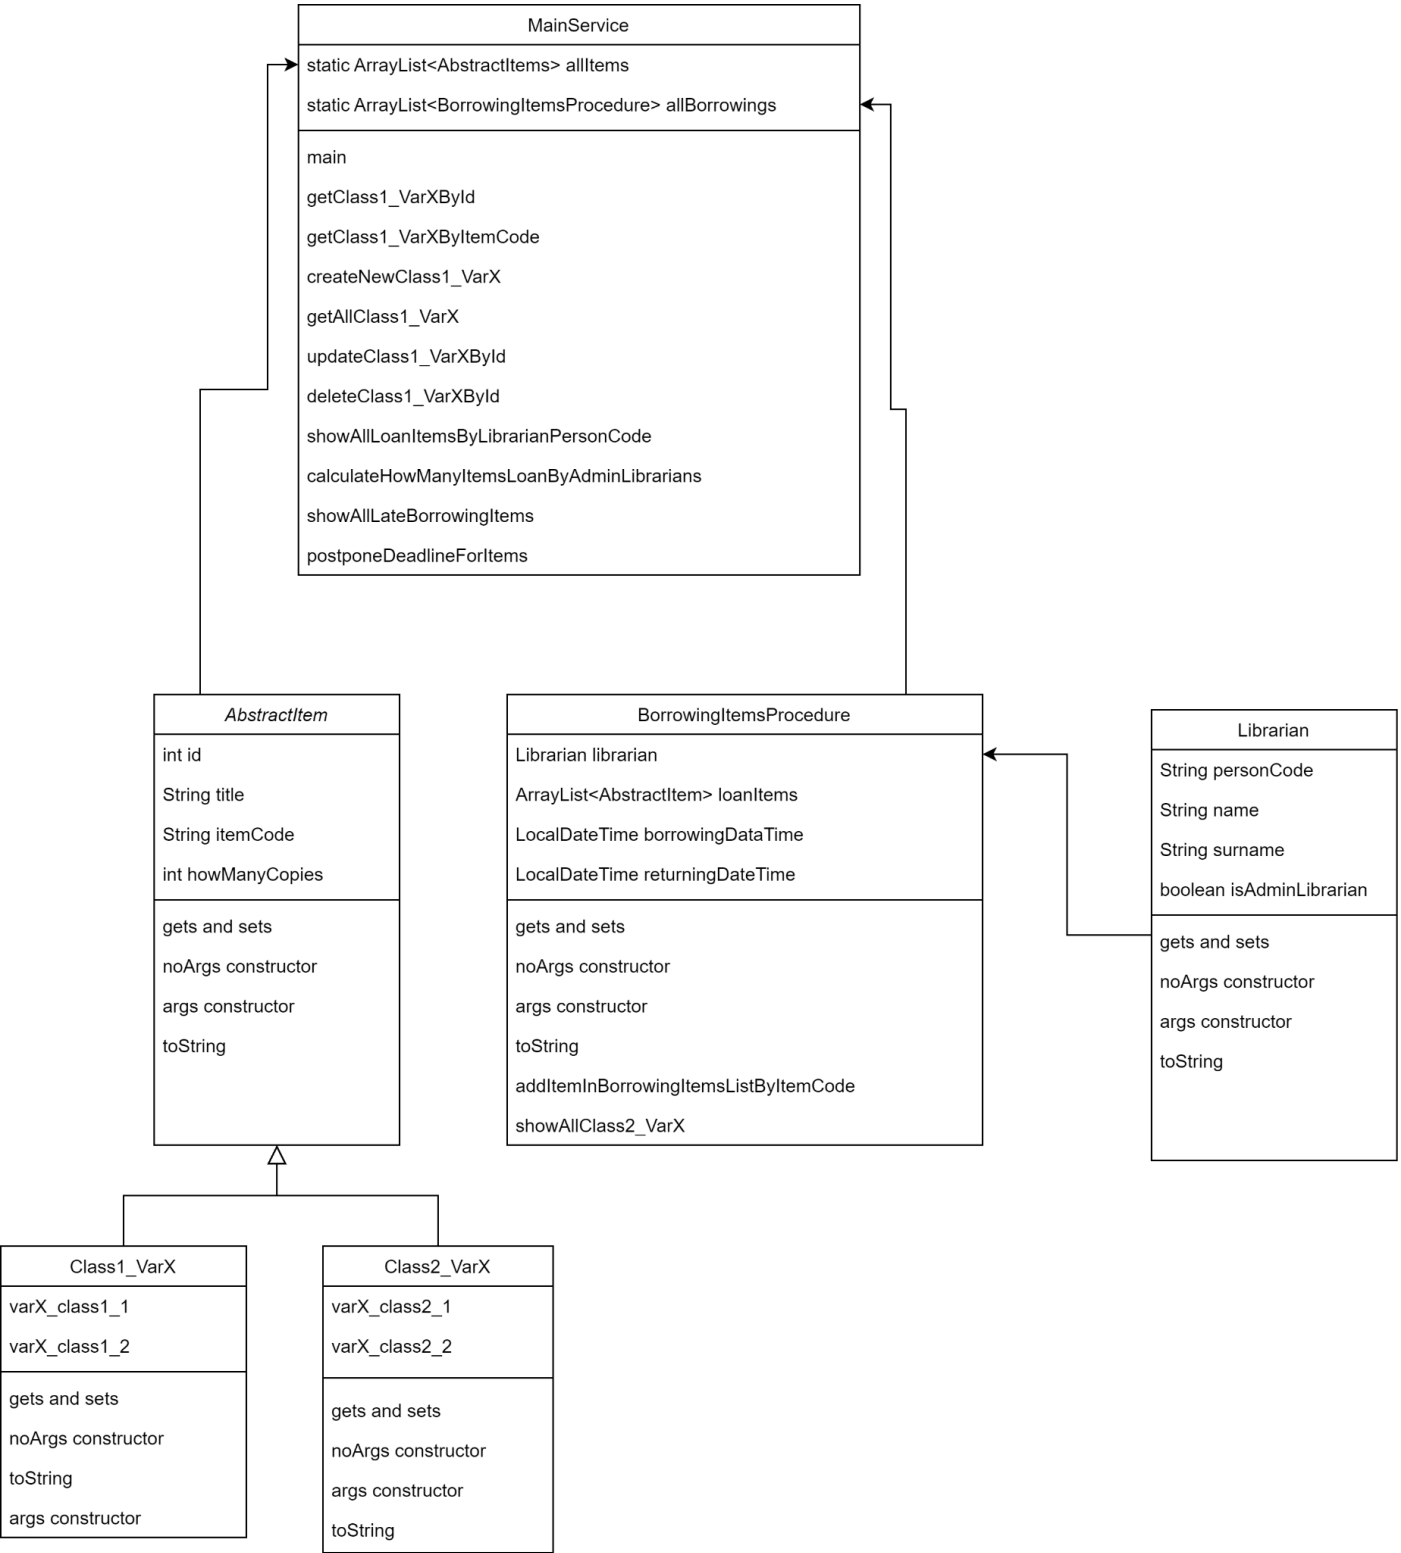 MainService
static ArrayList<AbstractItems> allItems
static ArrayList<BorrowingItemsProcedure> allBorrowings
main
getClass1_VarXById
getClass1_VarXByItemCode
createNewClass1_VarX
getAllClass1_VarX
updateClass1_VarXById
deleteClass1_VarXById
showAllLoanItemsByLibrarianPersonCode
calculateHowManyItemsLoanByAdminLibrarians
showAllLateBorrowingItems
postponeDeadlineForItems
AbstractItem
int id
String title
String itemCode
int howManyCopies
gets and sets
noArgs constructor
args constructor
toString
BorrowingItemsProcedure
Librarian librarian
ArrayList<AbstractItem> loanItems
LocalDateTime borrowingDataTime
LocalDateTime returningDateTime
gets and sets
noArgs constructor
args constructor
toString
addItemInBorrowingItemsListByItemCode
showAllClass2_VarX
Librarian
String personCode
String name
String surname
boolean isAdminLibrarian
gets and sets
noArgs constructor
args constructor
toString
Class1_VarX
varX_class1_1
varX_class1_2
gets and sets
noArgs constructor
toString
args constructor
Class2_VarX
varX_class2_1
varX_class2_2
gets and sets
noArgs constructor
args constructor
toString